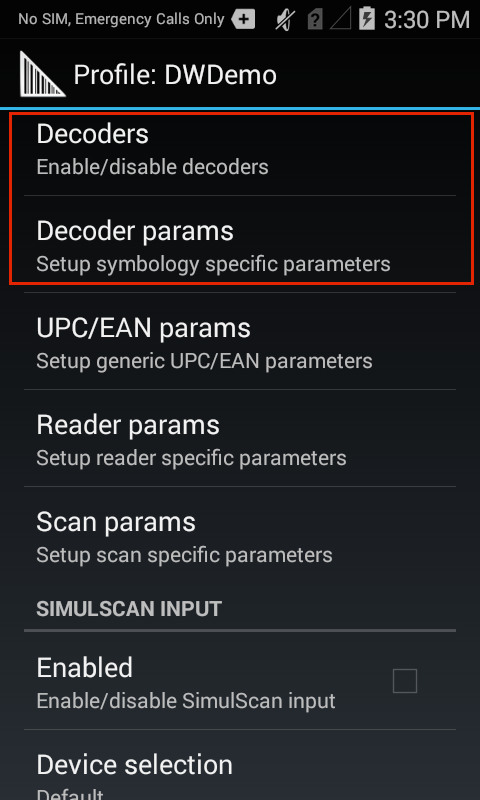 No SIM, Emergency Calls Only 3:30 PM
Profile: DWDemo
Decoders
Enable/disable decoders
Decoder params
Setup symbology specific parameters
UPC/EAN params
Setup generic UPC/EAN parameters
Reader params
Setup reader specific parameters
Scan params
Setup scan specific parameters
SIMULSCAN INPUT
Enabled
Enable/disable SimulScan input
Device selection
Default